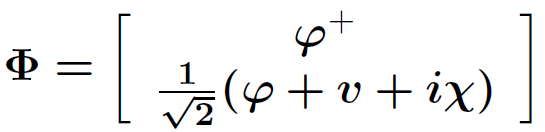 Φ = [ φ⁺
1/√2 (φ + v + iχ) ]